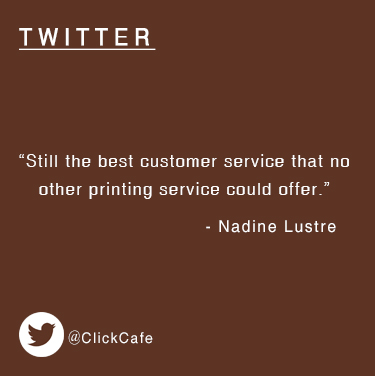 TWITTER
“Still the best customer service that no
other printing service could offer.”
- Nadine Lustre
@ClickCafe